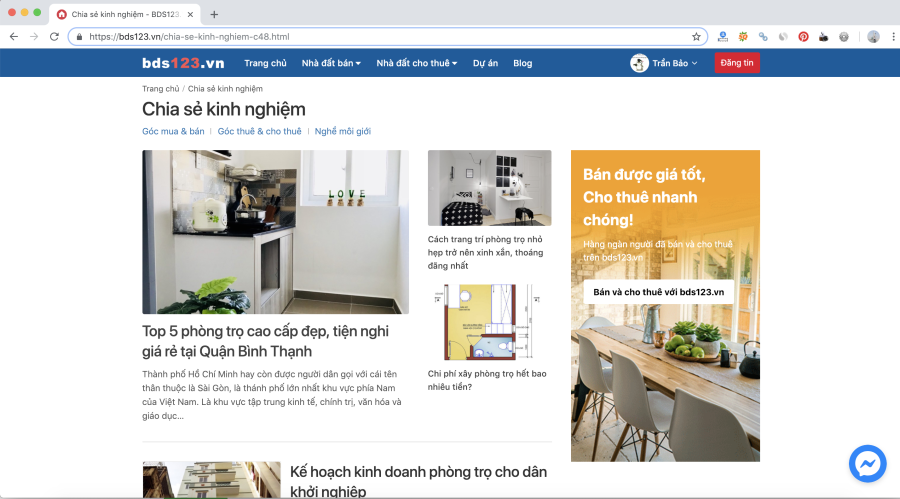 Chia sẻ kinh nghiệm - BDS123
https://bds123.vn/chia-se-kinh-nghiem-c48.html
bds123.vn
Trang chủ
Nhà đất bán
Nhà đất cho thuê
Dự án
Blog
Trần Bảo
Đăng tin
Trang chủ / Chia sẻ kinh nghiệm
Chia sẻ kinh nghiệm
Góc mua & bán | Góc thuê & cho thuê | Nghề môi giới
LOVE
Top 5 phòng trọ cao cấp đẹp, tiện nghi
giá rẻ tại Quận Bình Thạnh
Thành phố Hồ Chí Minh hay còn được người dân gọi với cái tên
thân thuộc là Sài Gòn, là thành phố lớn nhất khu vực phía Nam
của Việt Nam. Là khu vực tập trung kinh tế, chính trị, văn hóa và
giáo dục...
Cách trang trí phòng trọ nhỏ
hẹp trở nên xinh xắn, thoáng
đãng nhất
Chi phí xây phòng trọ hết bao
nhiêu tiền?
Bán được giá tốt,
Cho thuê nhanh
chóng!
Hàng ngàn người đã bán và cho thuê
trên bds123.vn
Bán và cho thuê với bds123.vn
Kế hoạch kinh doanh phòng trọ cho dân
khởi nghiệp